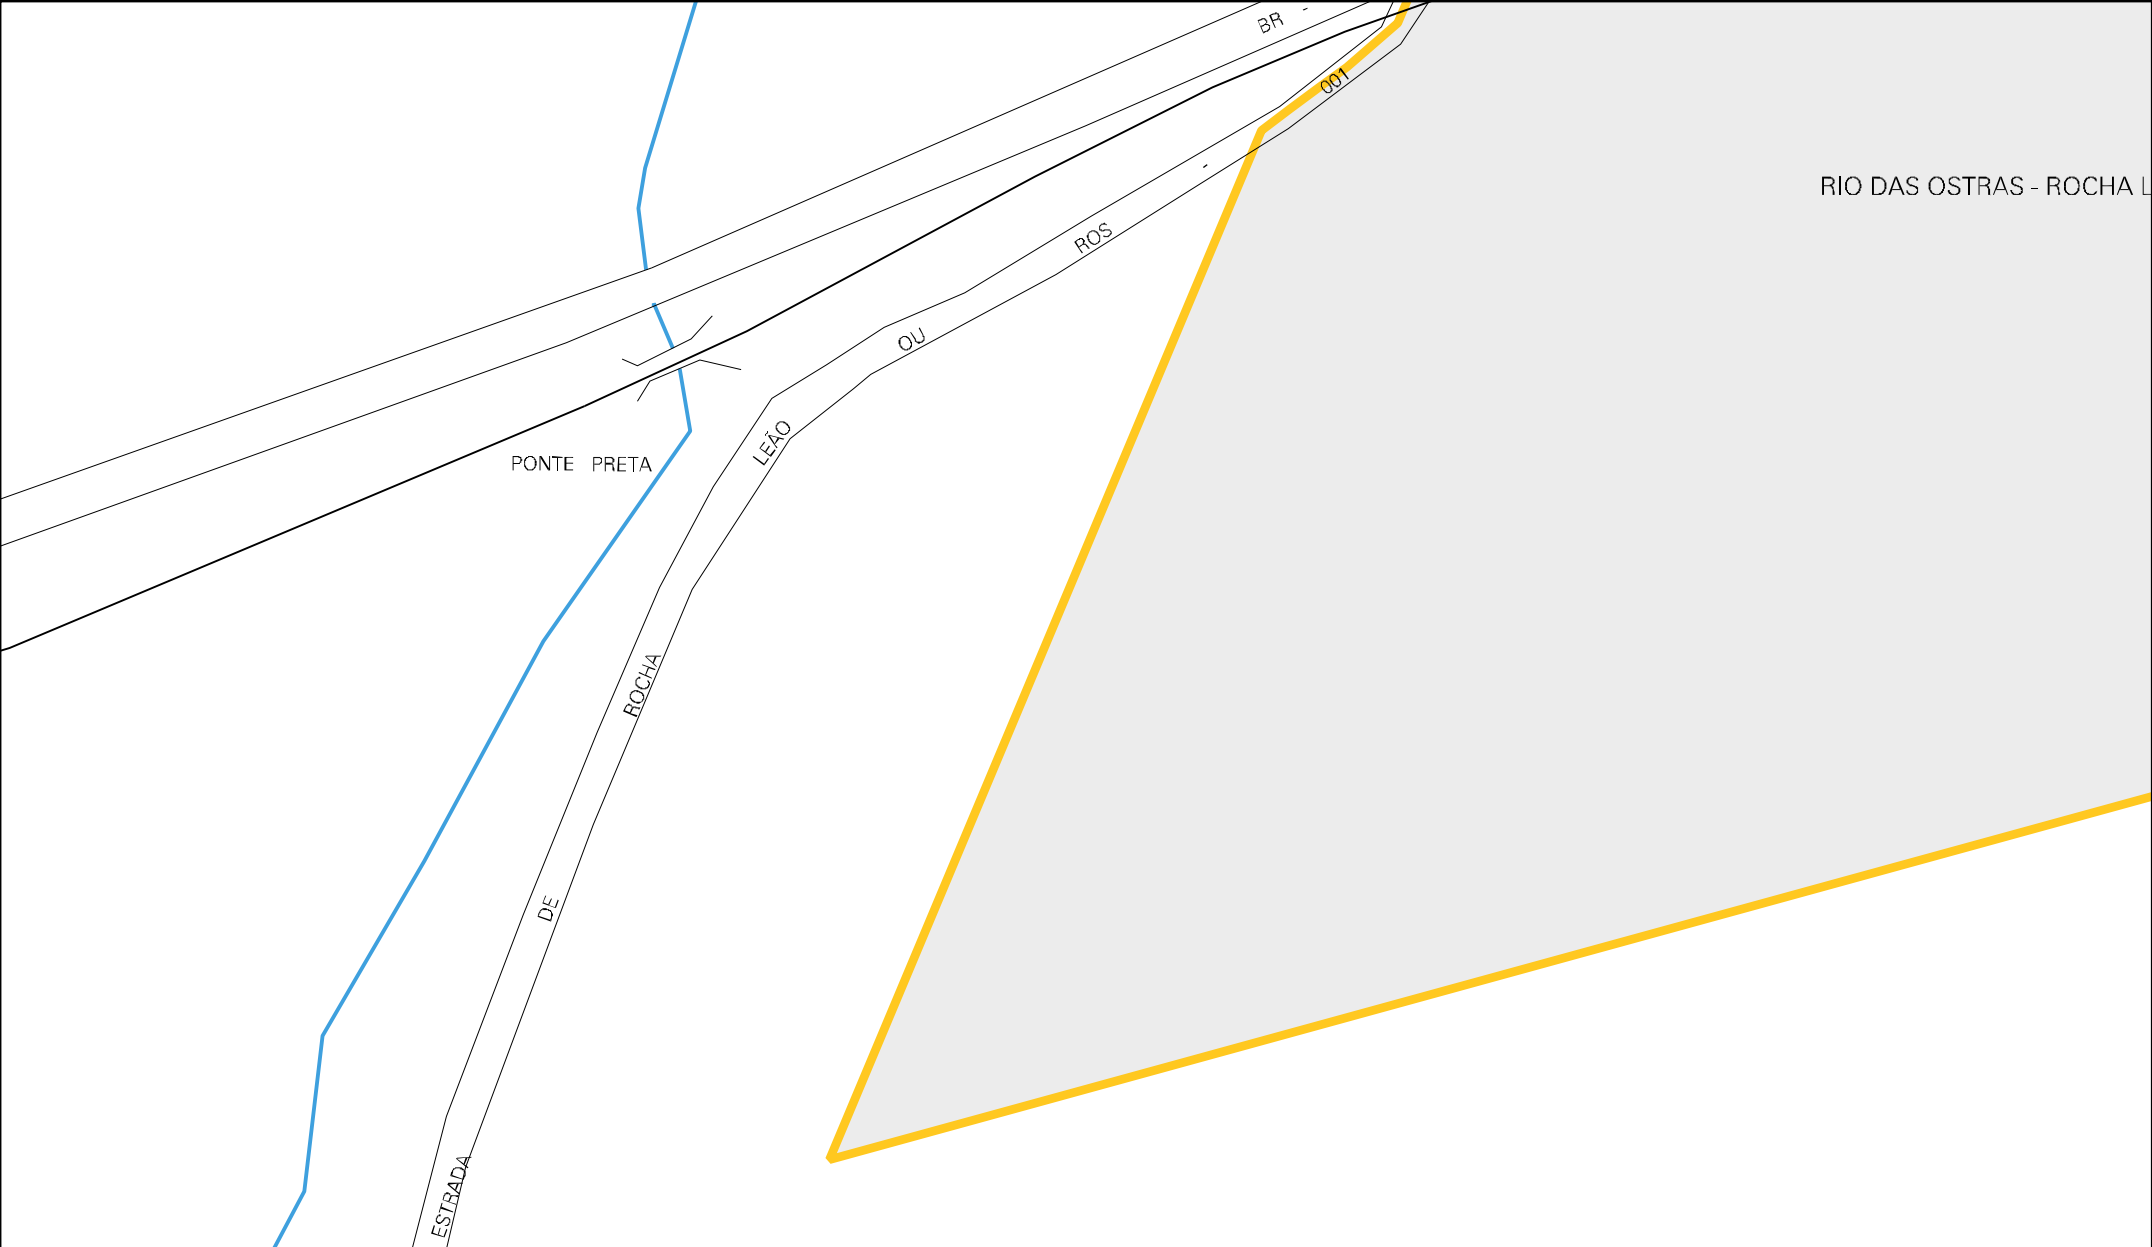 BR -
RIO DAS OSTRAS - ROCHA L
PONTE PRETA
ESTRADA DE ROCHA LEÃO OU ROS - 001